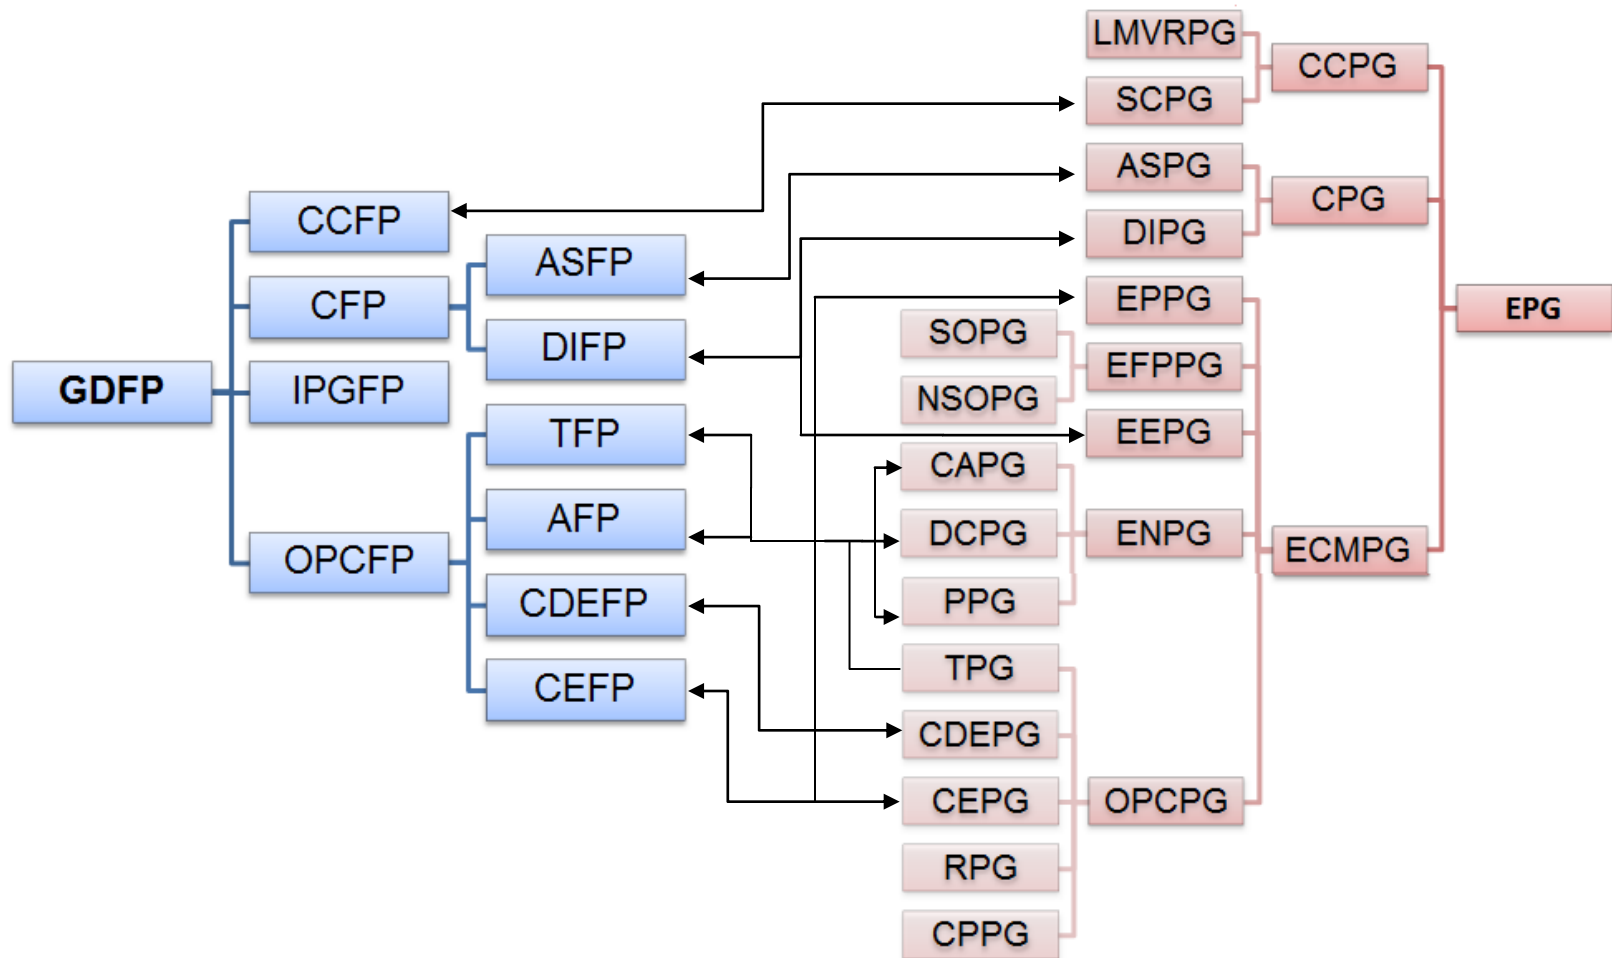 GDFP
CCFP
CFP
IPGFP
OPCFP
ASFP
DIFP
TFP
AFP
CDEFP
CEFP
SOPG
NSOPG
CAPG
DCPG
PPG
TPG
CDEPG
CEPG
RPG
CPPG
LMVRPG
SCPG
ASPG
DIPG
EPPG
EFPPG
EEPG
ENPG
OPCPG
CCPG
CPG
ECMPG
EPG